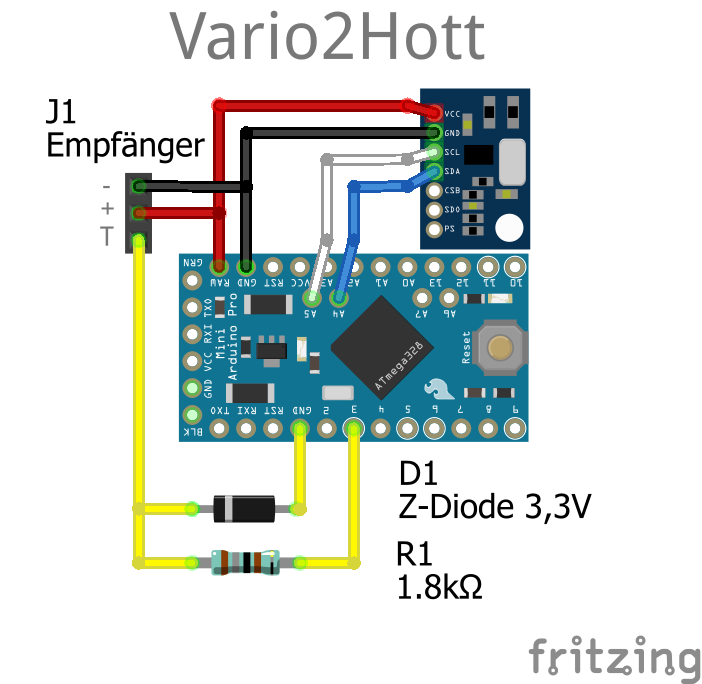 Vario2Hott
J1
Empfänger
-
+
T
VCC
GND
SCL
SDA
CSB
SDO
PS
GRN
RAW
GND
RST
VCC
A3
A2
A1
A0
13
12
11
10
A5
A4
A7
A6
BLK
GND
VCC
RXI
TXO
Arduino Pro
Mini
ATmega328
Reset
TXO
RXI
RST
GND
2
3
4
5
6
7
8
9
D1
Z-Diode 3,3V
R1
1.8kΩ
fritzing